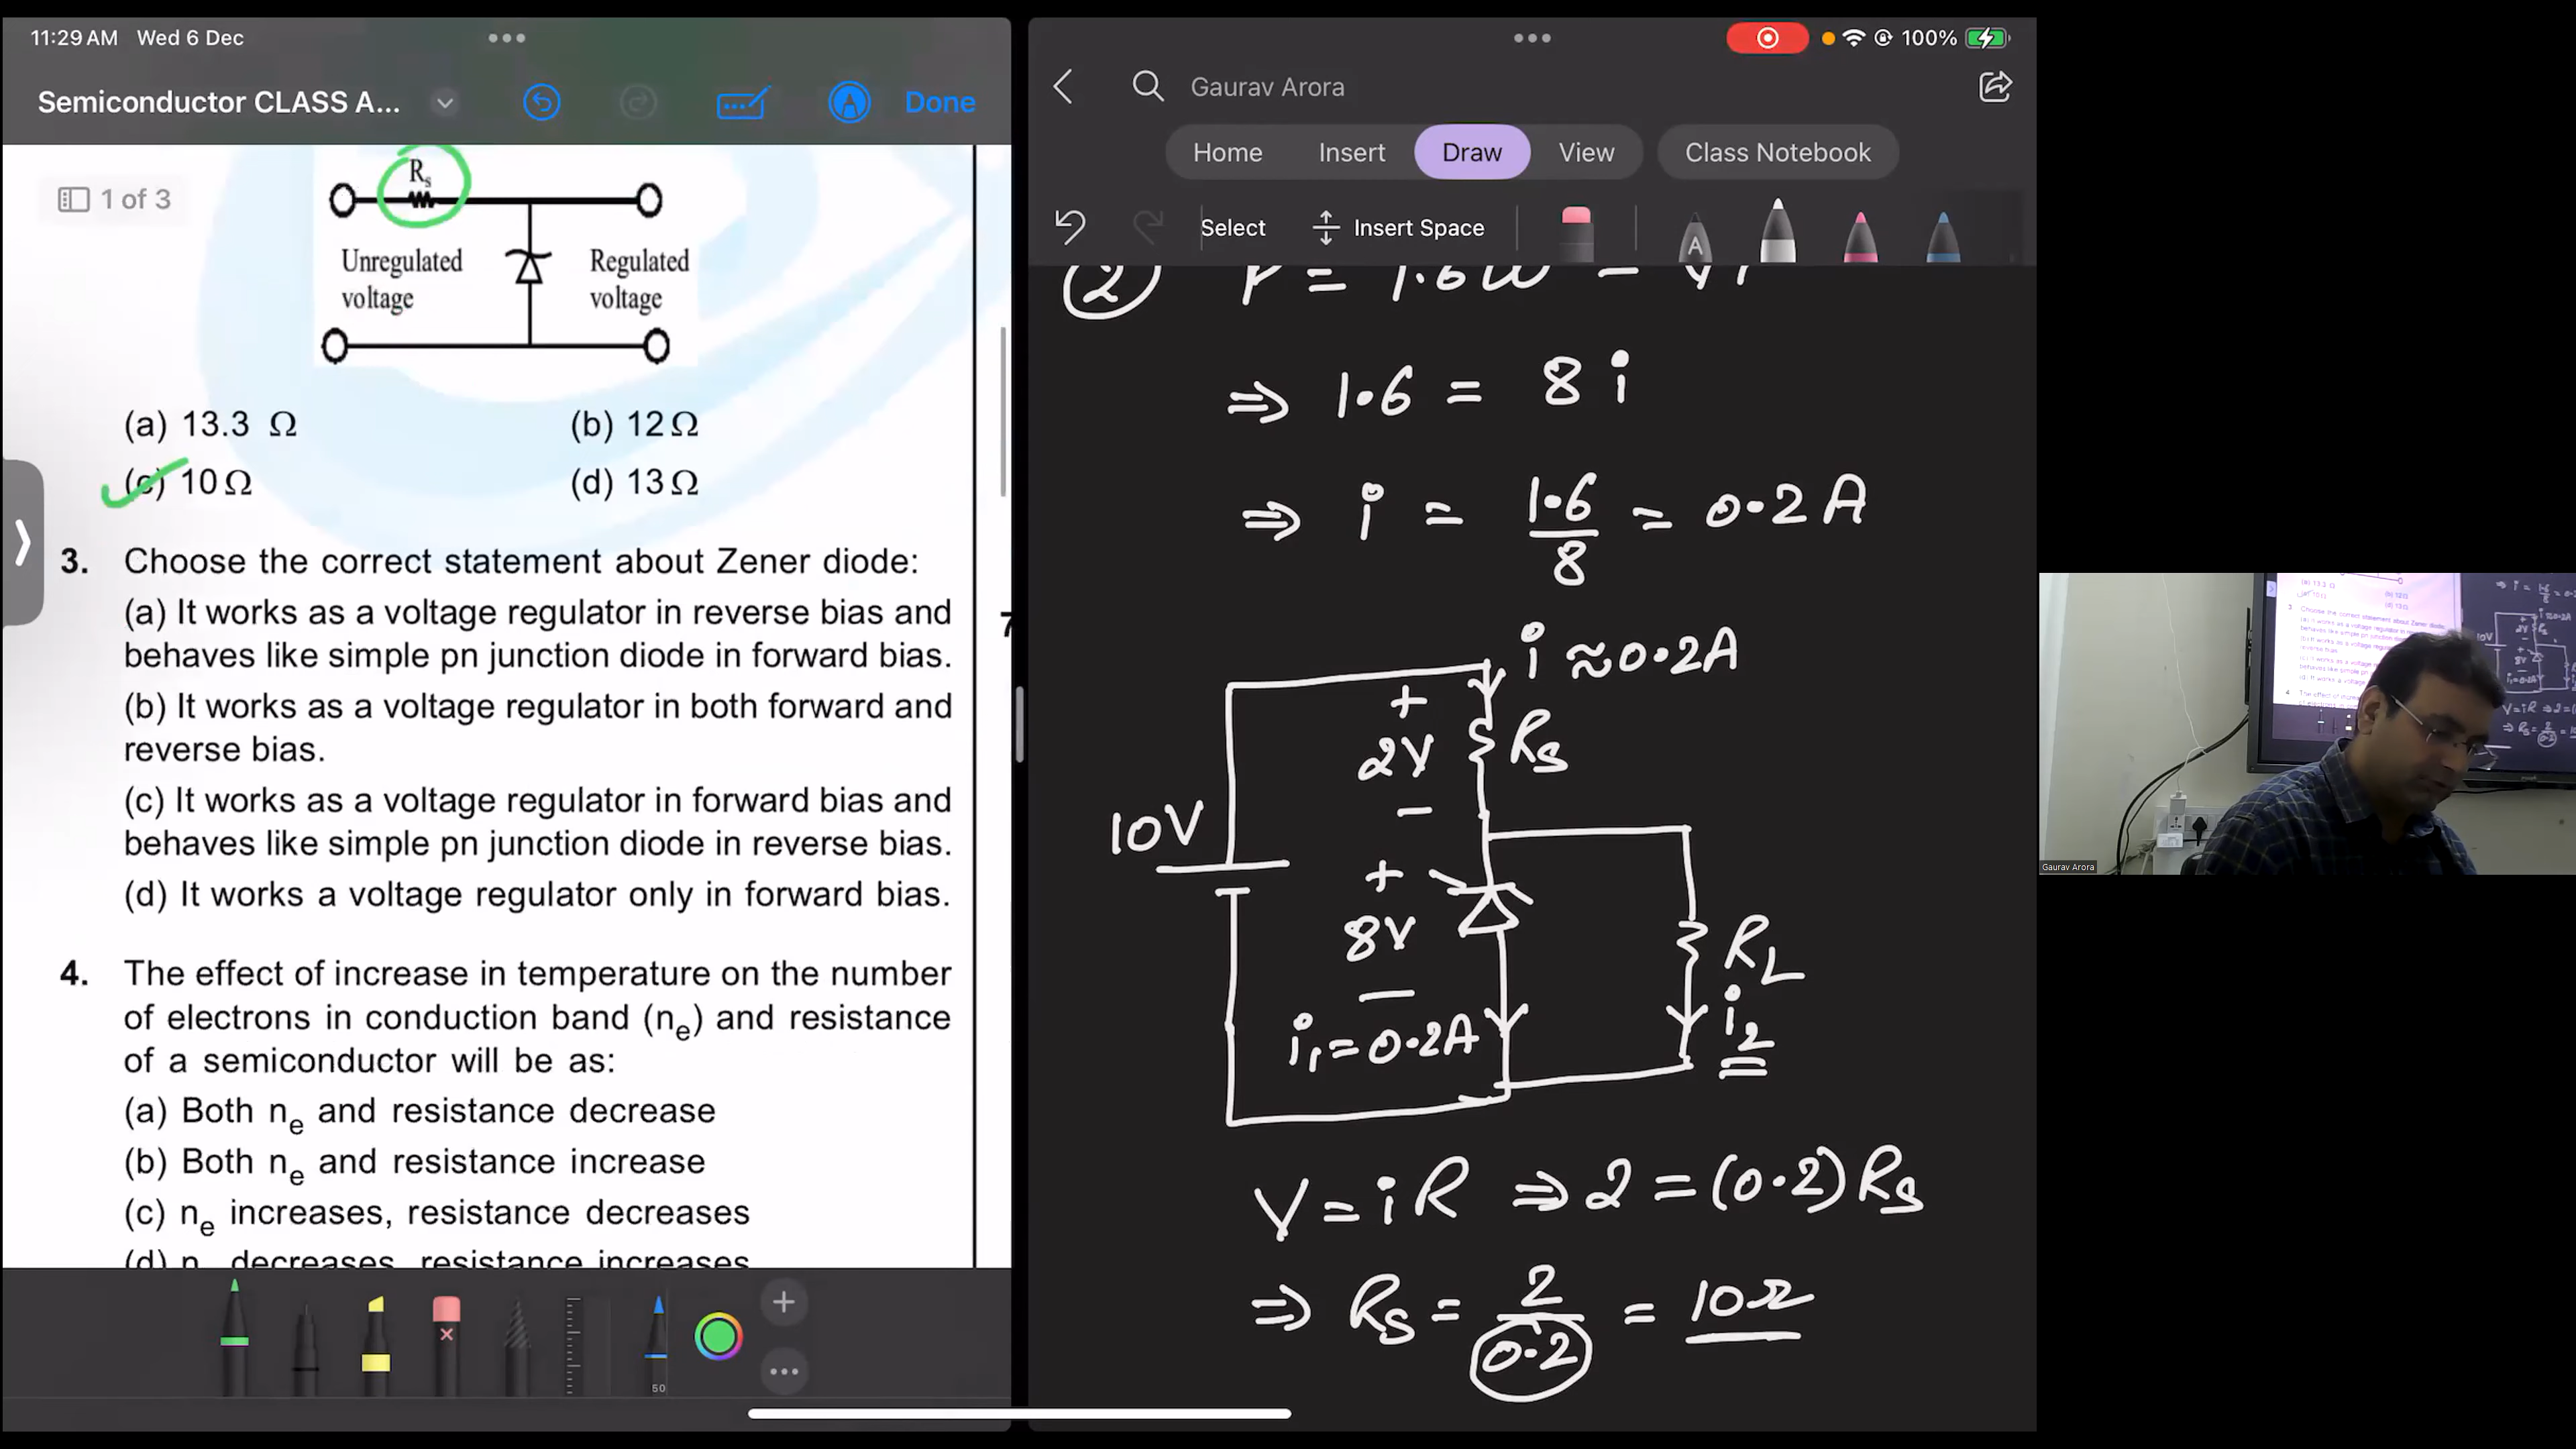 11:29 AM Wed 6 Dec
100%
Semiconductor CLASS A...
Done
Gaurav Arora
Home Insert Draw View Class Notebook
Select Insert Space
A
1 of 3
Rs
Unregulated voltage
Regulated voltage
(a) 13.3 Ω
(b) 12 Ω
(c) 10 Ω
(d) 13 Ω
3. Choose the correct statement about Zener diode:
(a) It works as a voltage regulator in reverse bias and
behaves like simple pn junction diode in forward bias.
(b) It works as a voltage regulator in both forward and
reverse bias.
(c) It works as a voltage regulator in forward bias and
behaves like simple pn junction diode in reverse bias.
(d) It works a voltage regulator only in forward bias.
7
4. The effect of increase in temperature on the number
of electrons in conduction band (ne) and resistance
of a semiconductor will be as:
(a) Both ne and resistance decrease
(b) Both ne and resistance increase
(c) ne increases, resistance decreases
(d) n decreases, resistance increases
50
② P = 1.6W = Vi
⇒ 1.6 = 8 i
⇒ i = 1.6/8 = 0.2 A
i ≈ 0.2A
+
2V
−
Rs
10V
+
8V
−
RL
i1 = 0.2A
i2
V = i R ⇒ 2 = (0.2) Rs
⇒ Rs = 2/0.2 = 10Ω
Gaurav Arora